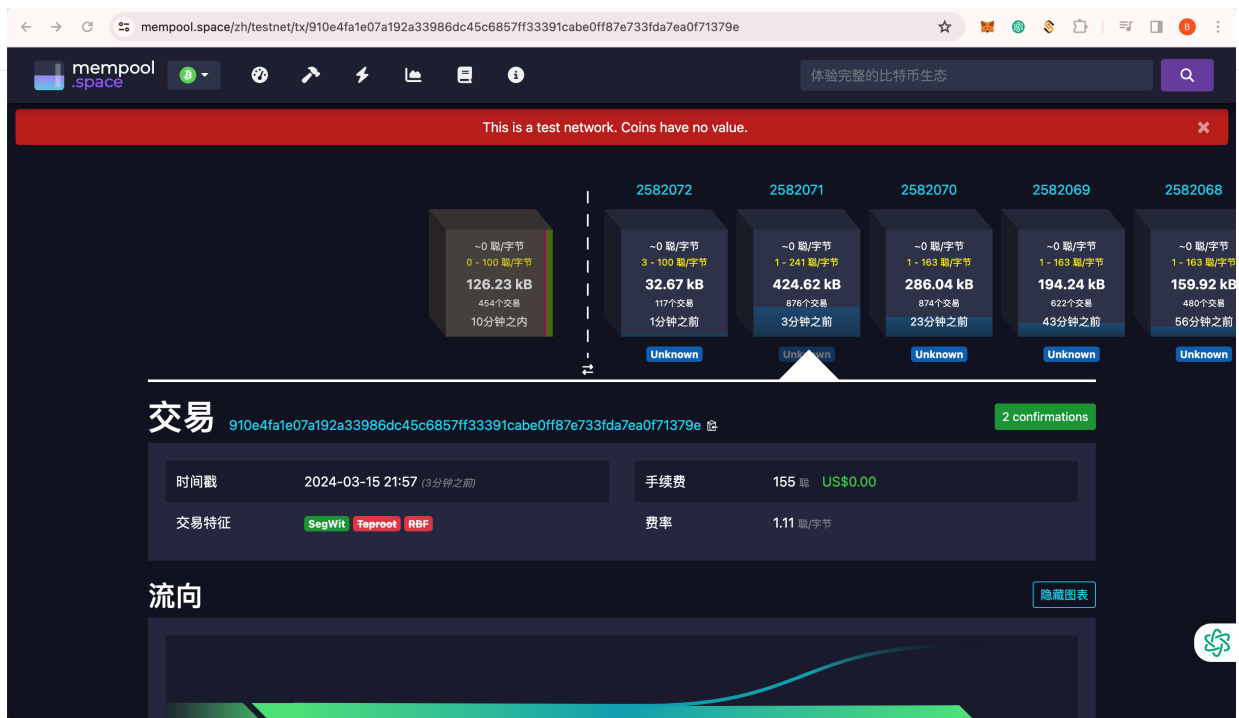 mempool.space/zh/testnet/tx/910e4fa1e07a192a33986dc45c6857ff33391cabe0ff87e733fda7ea0f71379e
B
mempool
.space
体验完整的比特币生态
This is a test network. Coins have no value.
2582072 2582071 2582070 2582069 2582068
~0 聪/字节 ~0 聪/字节 ~0 聪/字节 ~0 聪/字节 ~0 聪/字节 ~0 聪/字节
0 - 100 聪/字节 3 - 100 聪/字节 1 - 241 聪/字节 1 - 163 聪/字节 1 - 163 聪/字节 1 - 163 聪/字节
126.23 kB 32.67 kB 424.62 kB 286.04 kB 194.24 kB 159.92 kB
454个交易 117个交易 876个交易 874个交易 622个交易 480个交易
10分钟之内 1分钟之前 3分钟之前 23分钟之前 43分钟之前 56分钟之前
Unknown Unknown Unknown Unknown Unknown
交易 910e4fa1e07a192a33986dc45c6857ff33391cabe0ff87e733fda7ea0f71379e 2 confirmations
时间戳 2024-03-15 21:57 (3分钟之前) 手续费 155 聪 US$0.00
交易特征 SegWit Taproot RBF 费率 1.11 聪/字节
流向 隐藏图表